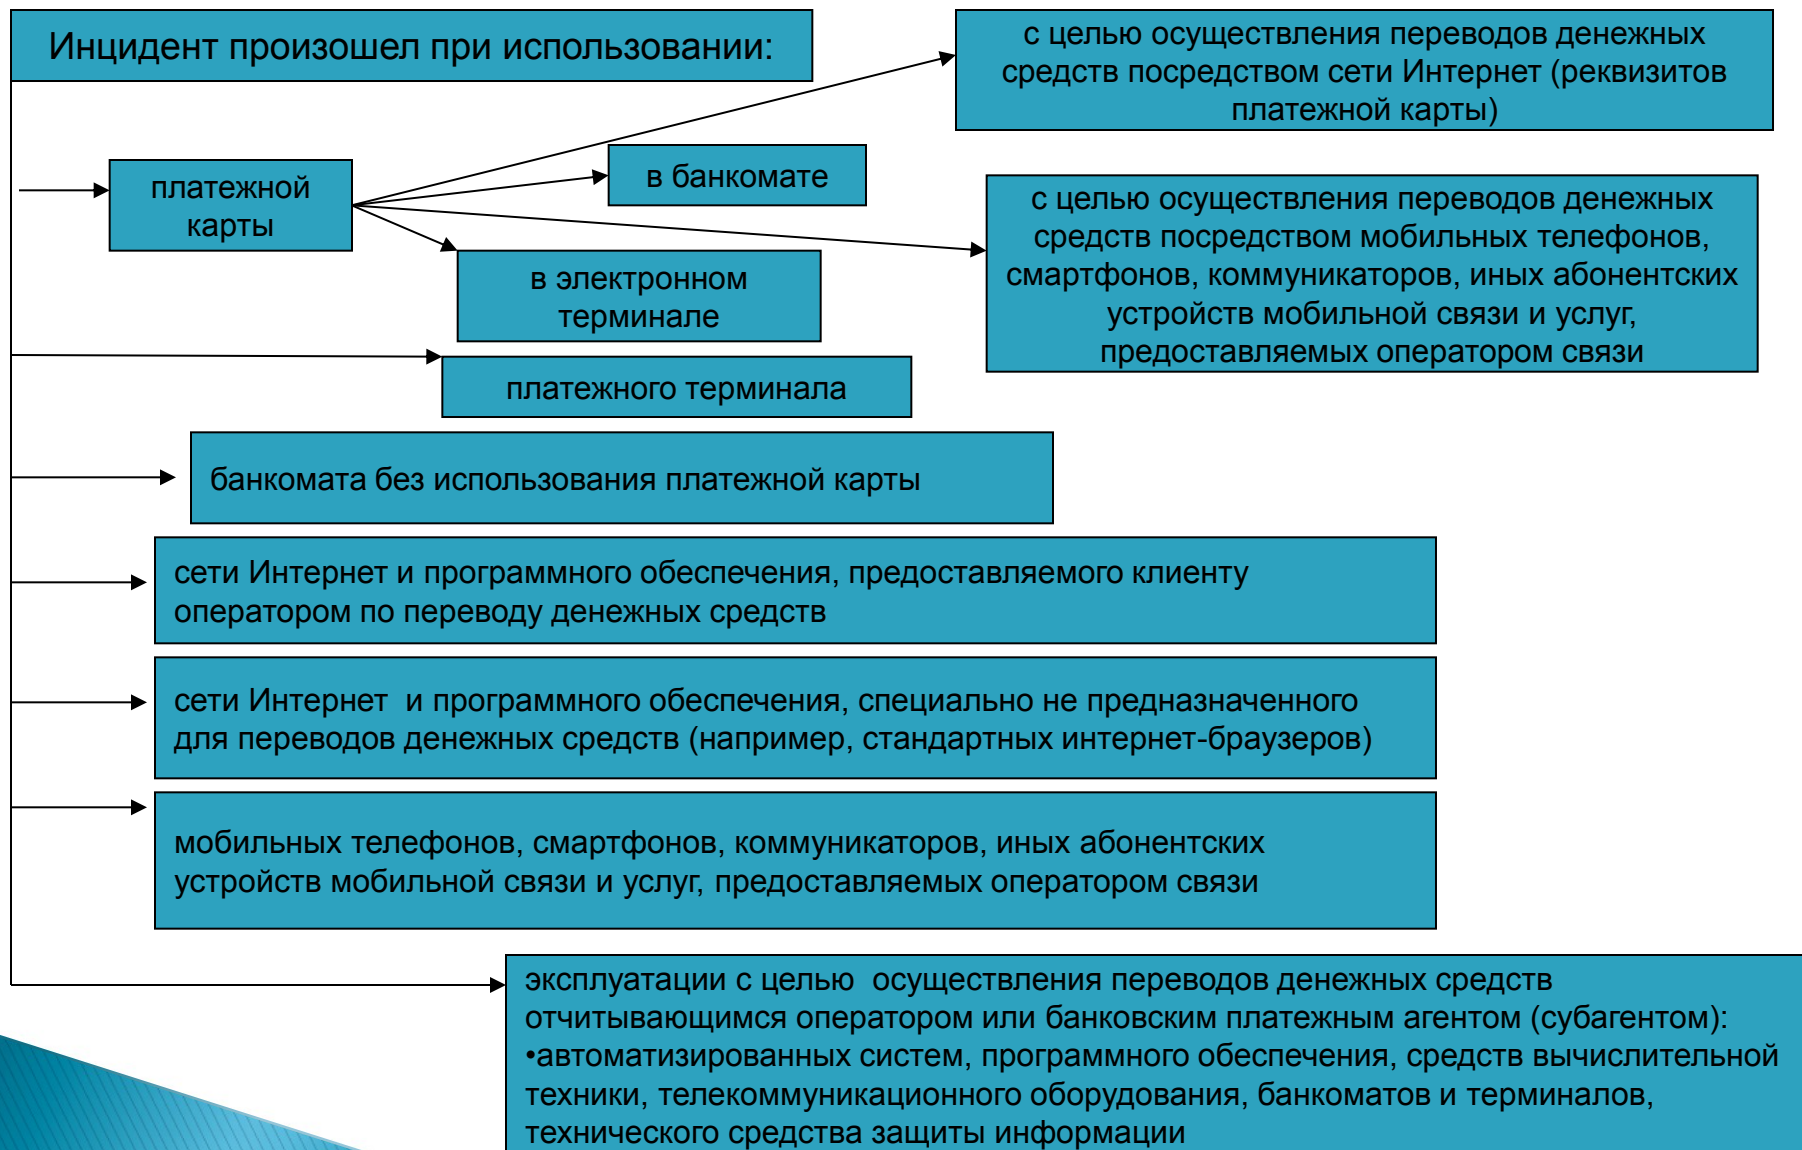 Инцидент произошел при использовании:
с целью осуществления переводов денежных
средств посредством сети Интернет (реквизитов
платежной карты)
платежной
карты
в банкомате
с целью осуществления переводов денежных
средств посредством мобильных телефонов,
смартфонов, коммуникаторов, иных абонентских
устройств мобильной связи и услуг,
предоставляемых оператором связи
в электронном
терминале
платежного терминала
банкомата без использования платежной карты
сети Интернет и программного обеспечения, предоставляемого клиенту
оператором по переводу денежных средств
сети Интернет  и программного обеспечения, специально не предназначенного
для переводов денежных средств (например, стандартных интернет-браузеров)
мобильных телефонов, смартфонов, коммуникаторов, иных абонентских
устройств мобильной связи и услуг, предоставляемых оператором связи
эксплуатации с целью  осуществления переводов денежных средств
отчитывающимся оператором или банковским платежным агентом (субагентом):
•автоматизированных систем, программного обеспечения, средств вычислительной
техники, телекоммуникационного оборудования, банкоматов и терминалов,
технического средства защиты информации